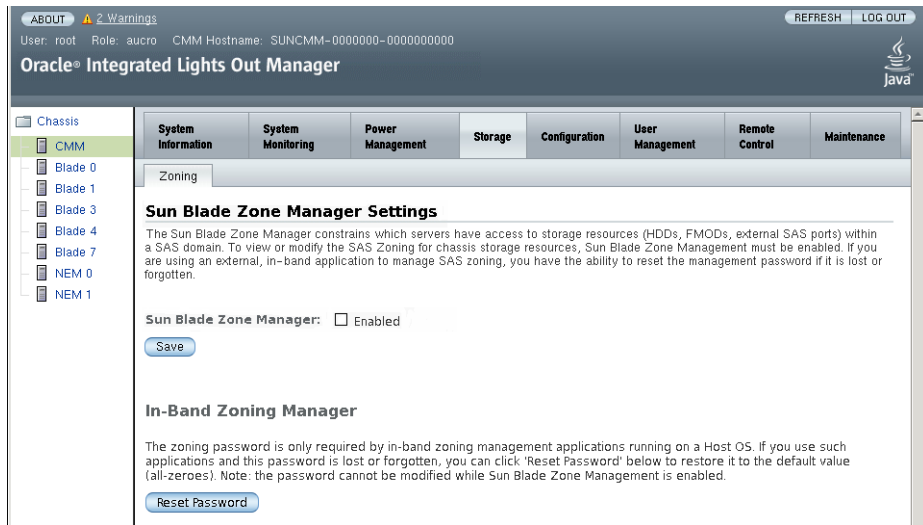 ABOUT 2 Warnings REFRESH LOG OUT
User: root Role: aucro CMM Hostname: SUNCMM-0000000-0000000000
Oracle® Integrated Lights Out Manager
Java™
Chassis
CMM
Blade 0
Blade 1
Blade 3
Blade 4
Blade 7
NEM 0
NEM 1
System Information
System Monitoring
Power Management
Storage
Configuration
User Management
Remote Control
Maintenance
Zoning
Sun Blade Zone Manager Settings
The Sun Blade Zone Manager constrains which servers have access to storage resources (HDDs, FMODs, external SAS ports) within
a SAS domain. To view or modify the SAS Zoning for chassis storage resources, Sun Blade Zone Management must be enabled. If you
are using an external, in-band application to manage SAS zoning, you have the ability to reset the management password if it is lost or
forgotten.
Sun Blade Zone Manager: Enabled
Save
In-Band Zoning Manager
The zoning password is only required by in-band zoning management applications running on a Host OS. If you use such
applications and this password is lost or forgotten, you can click 'Reset Password' below to restore it to the default value
(all-zeroes). Note: the password cannot be modified while Sun Blade Zone Management is enabled.
Reset Password